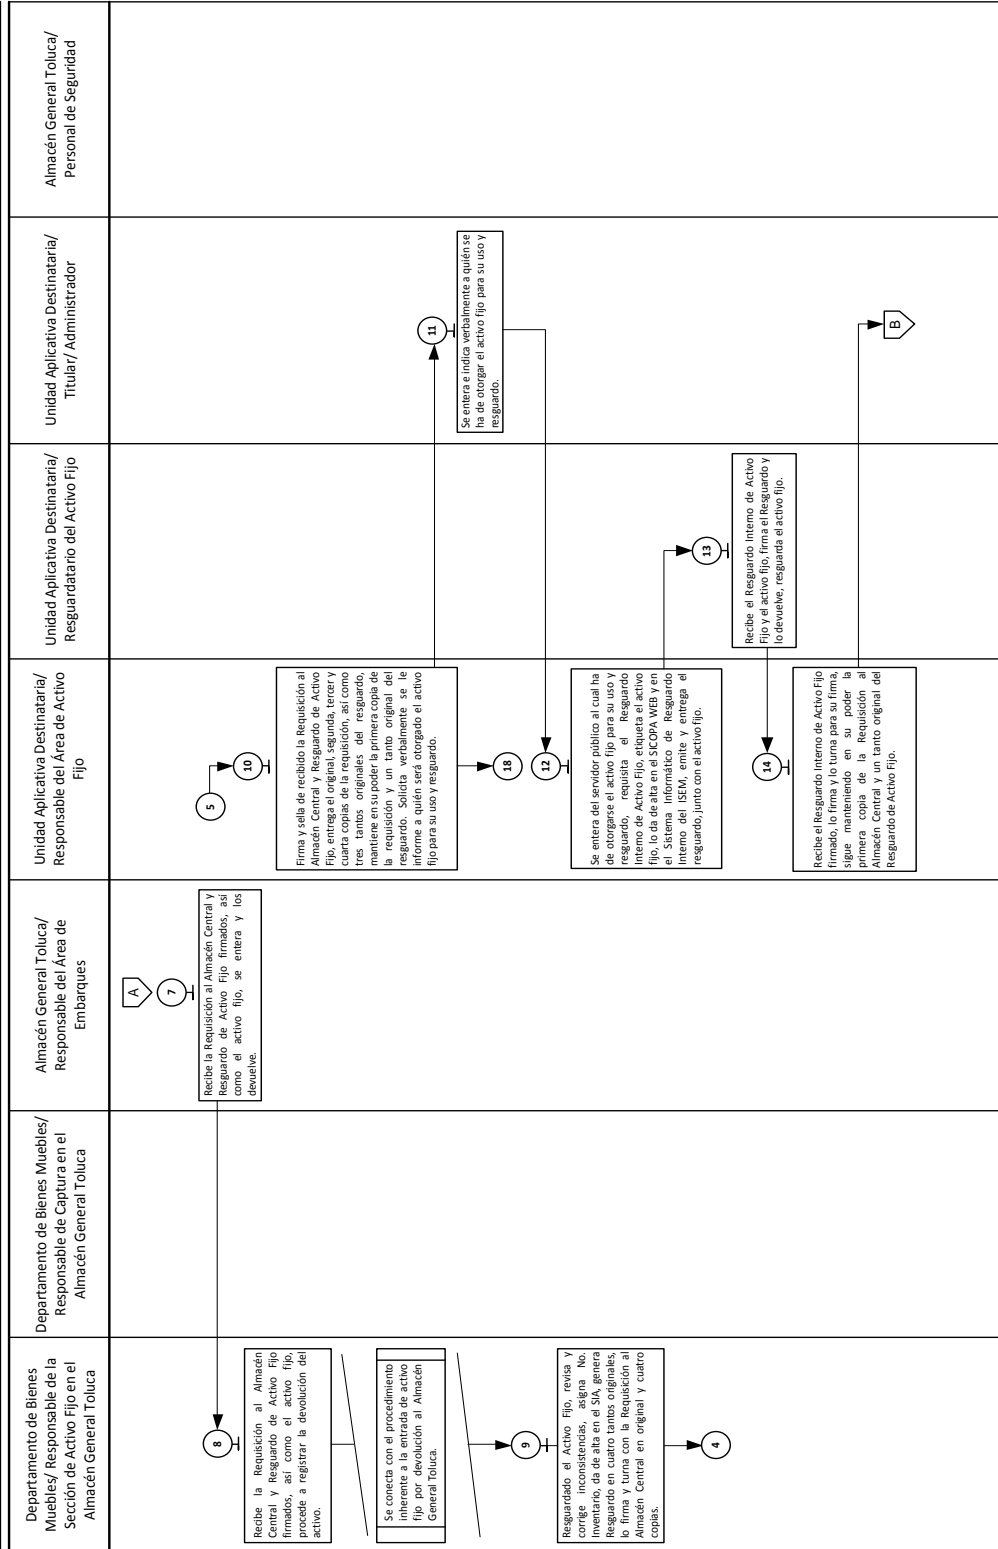 Departamento de Bienes
Muebles/ Responsable de la
Sección de Activo Fijo en el
Almacén General Toluca
Departamento de Bienes Muebles/
Responsable de Captura en el
Almacén General Toluca
Almacén General Toluca/
Responsable del Área de
Embarques
Unidad Aplicativa Destinataria/
Responsable del Área de Activo
Fijo
Unidad Aplicativa Destinataria/
Resguardatario del Activo Fijo
Unidad Aplicativa Destinataria/
Titular/ Administrador
Almacén General Toluca/
Personal de Seguridad
A
7
Recibe la Requisición al Almacén Central y
Resguardo de Activo Fijo firmados, así
como el activo fijo, se entera y los
devuelve.
8
Recibe la Requisición al Almacén
Central y Resguardo de Activo Fijo
firmados, así como el activo fijo,
procede a registrar la devolución del
activo.
Se conecta con el procedimiento
inherente a la entrada de activo
fijo por devolución al Almacén
General Toluca.
9
Resguardado el Activo Fijo, revisa y
corrige inconsistencias, asigna No.
Inventario, da de alta en el SIA, genera
Resguardo en cuatro tantos originales,
lo firma y turna con la Requisición al
Almacén Central en original y cuatro
copias.
4
5
10
Firma y sella de recibido la Requisición al
Almacén Central y Resguardo de Activo
Fijo, entrega el original, segunda, tercer y
cuarta copias de la requisición, así como
tres tantos originales del resguardo,
mantiene en su poder la primera copia de
la requisición y un tanto original del
resguardo. Solicita verbalmente se le
informe a quién será otorgado el activo
fijo para su uso y resguardo.
18
11
Se entera e indica verbalmente a quién se
ha de otorgar el activo fijo para su uso y
resguardo.
12
Se entera del servidor público al cual ha
de otorgarse el activo fijo para su uso y
resguardo, requisita el Resguardo
Interno de Activo Fijo, etiqueta el activo
fijo, lo da de alta en el SICOPA WEB y en
el Sistema Informático de Resguardo
Interno del ISEM, emite y entrega el
resguardo, junto con el activo fijo.
13
Recibe el Resguardo Interno de Activo
Fijo y el activo fijo, firma el Resguardo y
lo devuelve, resguarda el activo fijo.
14
Recibe el Resguardo Interno de Activo Fijo
firmado, lo firma y lo turna para su firma,
sigue manteniendo en su poder la
primera copia de la Requisición al
Almacén Central y un tanto original del
Resguardo de Activo Fijo.
B